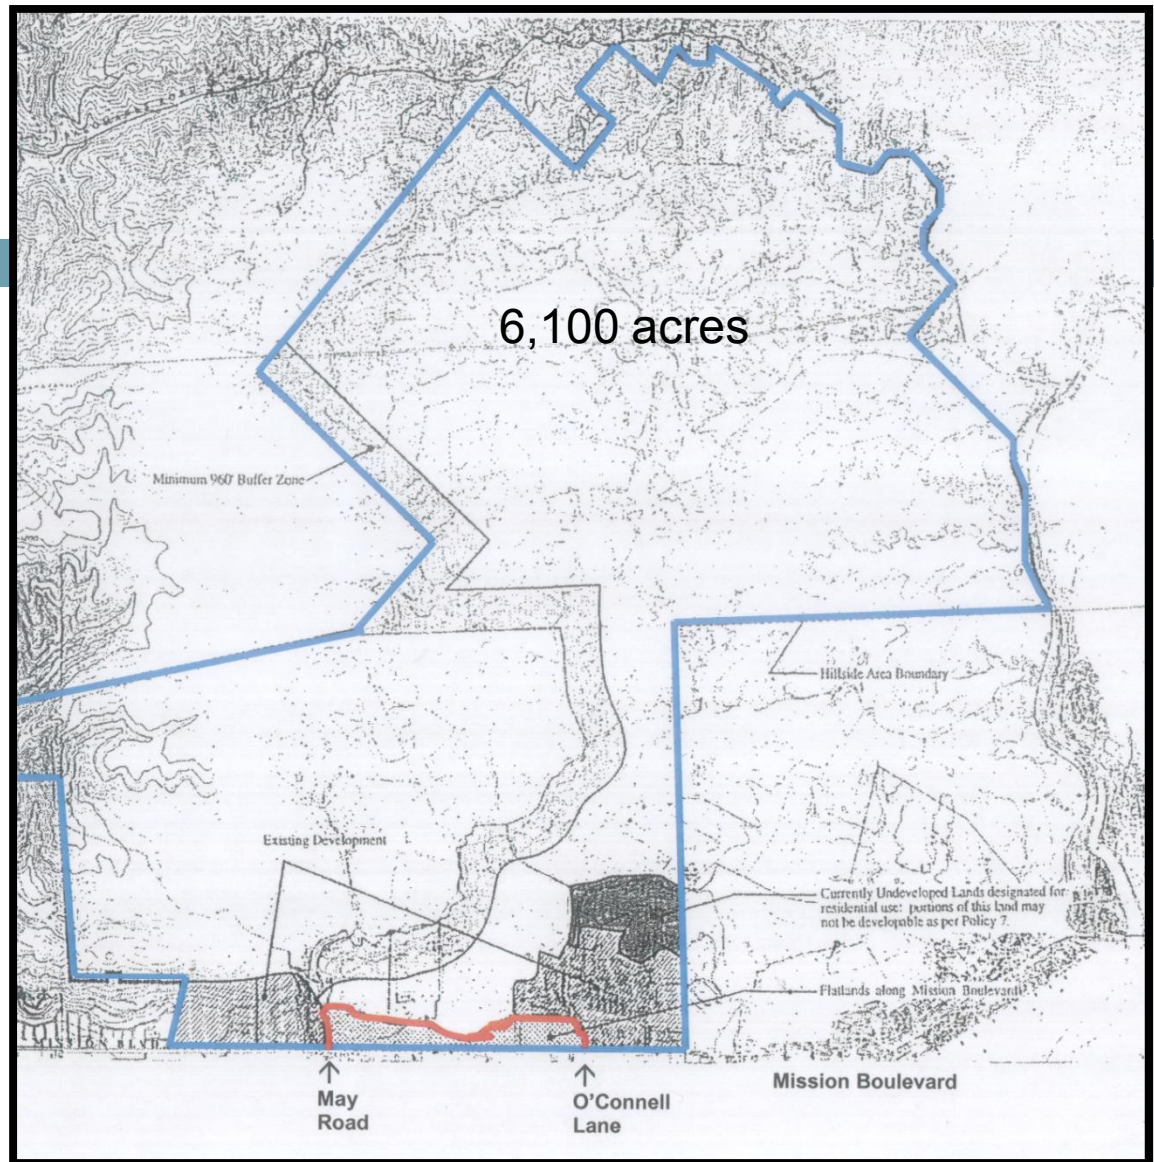 6,100 acres
Minimum 960' Buffer Zone
Hillside Area Boundary
Existing Development
Currently Undeveloped Lands designated for
residential use: portions of this land may
not be developable as per Policy 7.
Flatlands along Mission Boulevard
May
Road
O'Connell
Lane
Mission Boulevard